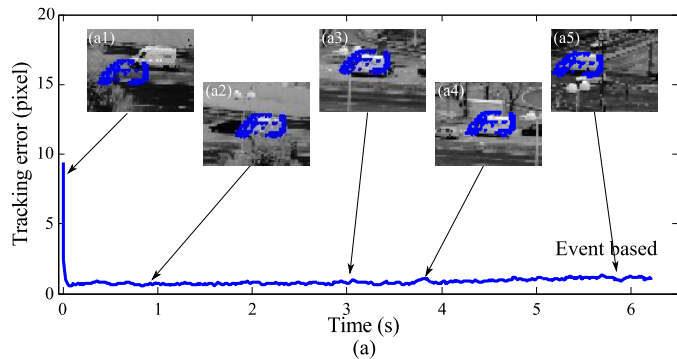 20
15
10
5
0
Tracking error (pixel)
(a1)
(a2)
(a3)
(a4)
(a5)
Event based
0 1 2 3 4 5 6
Time (s)
(a)